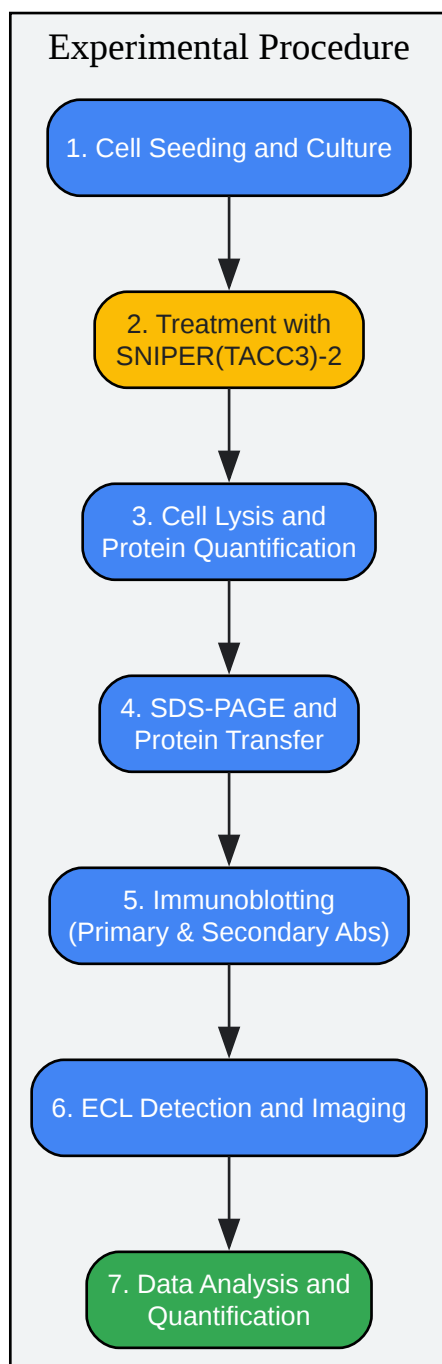 Experimental Procedure
1. Cell Seeding and Culture
2. Treatment with
SNIPER(TACC3)-2
3. Cell Lysis and
Protein Quantification
4. SDS-PAGE and
Protein Transfer
5. Immunoblotting
(Primary & Secondary Abs)
6. ECL Detection and Imaging
7. Data Analysis and
Quantification